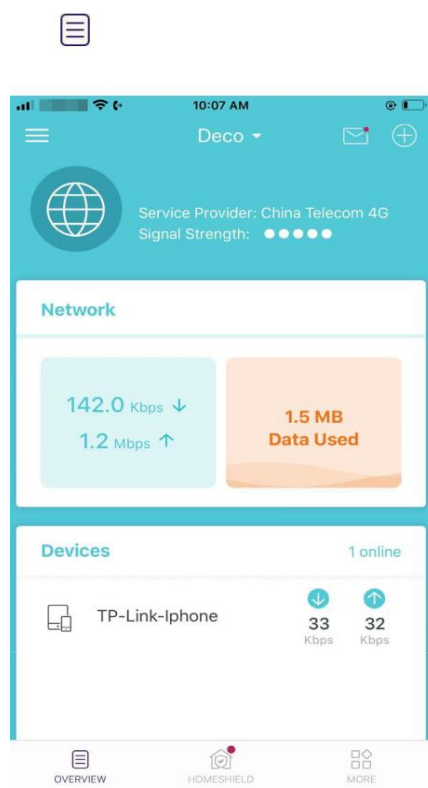 10:07 AM
Deco
Service Provider: China Telecom 4G
Signal Strength:
Network
142.0 Kbps ↓
1.2 Mbps ↑
1.5 MB
Data Used
Devices
1 online
TP-Link-Iphone
33 32
Kbps Kbps
OVERVIEW HOMESHIELD MORE